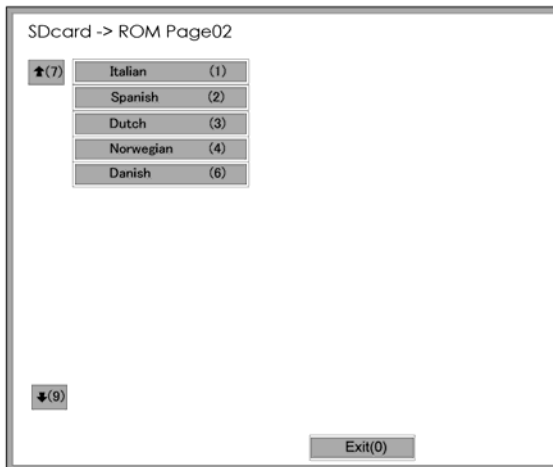 SDcard -> ROM Page02
🠅(7) Italian (1)
Spanish (2)
Dutch (3)
Norwegian (4)
Danish (6)
🠇(9)
Exit(0)